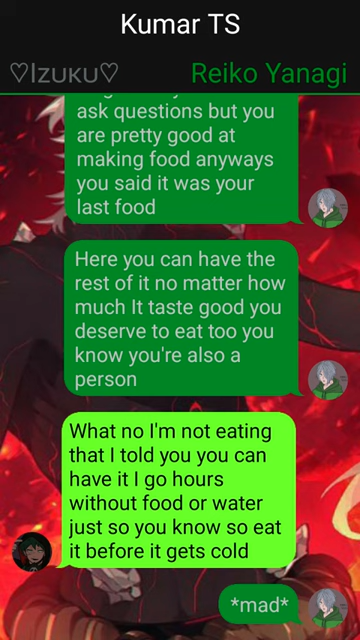 Kumar TS
♡Izuku♡
Reiko Yanagi
ask questions but you
are pretty good at
making food anyways
you said it was your
last food
Here you can have the
rest of it no matter how
much It taste good you
deserve to eat too you
know you're also a
person
What no I'm not eating
that I told you you can
have it I go hours
without food or water
just so you know so eat
it before it gets cold
*mad*